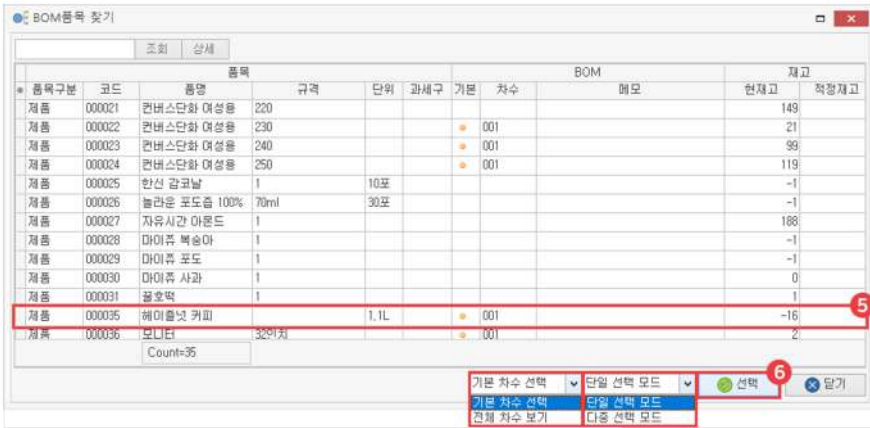 BOM품목 찾기
조회 상세
품목 BOM 재고
품목구분 코드 품명 규격 단위 과세구 기본 차수 메모 현재고 적정재고
제품 000021 컨버스단화 여성용 220 149
제품 000022 컨버스단화 여성용 230 001 21
제품 000023 컨버스단화 여성용 240 001 99
제품 000024 컨버스단화 여성용 250 001 119
제품 000025 한신 감코날 1 10포 -1
제품 000026 놀라운 포도즙 100% 70ml 30포 -1
제품 000027 자유시간 아몬드 1 188
제품 000028 마이쮸 복숭아 1 -1
제품 000029 마이쮸 포도 1 -1
제품 000030 마이쮸 사과 1 0
제품 000031 꿀호떡 1 1
5
제품 000035 헤이즐넛 커피 1.1L 001 -16
제품 000036 모니터 32인치 001 2
Count=35
6
기본 차수 선택 단일 선택 모드 선택 닫기
기본 차수 선택 단일 선택 모드
전체 차수 보기 다중 선택 모드